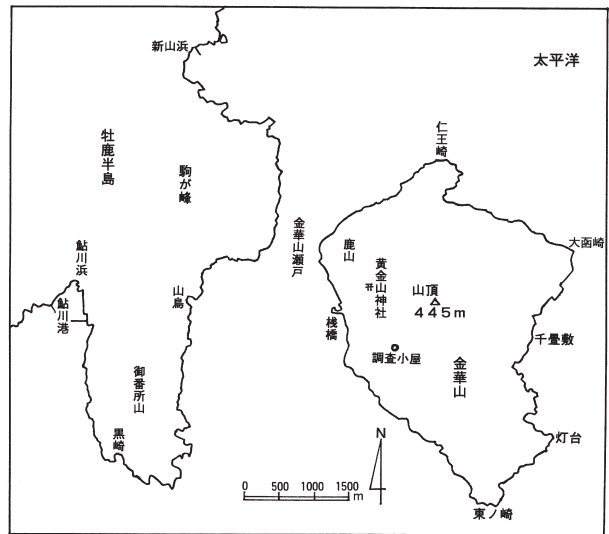 新山浜
太平洋
牡鹿半島
駒が峰
仁王崎
金華山瀬戸
鹿山
黄金山神社
大函崎
鮎川浜
鮎川港
山鳥
山頂
445m
桟橋
千畳敷
調査小屋
金華山
御番所山
黒崎
灯台
N
0 500 1000 1500
m
東ノ崎